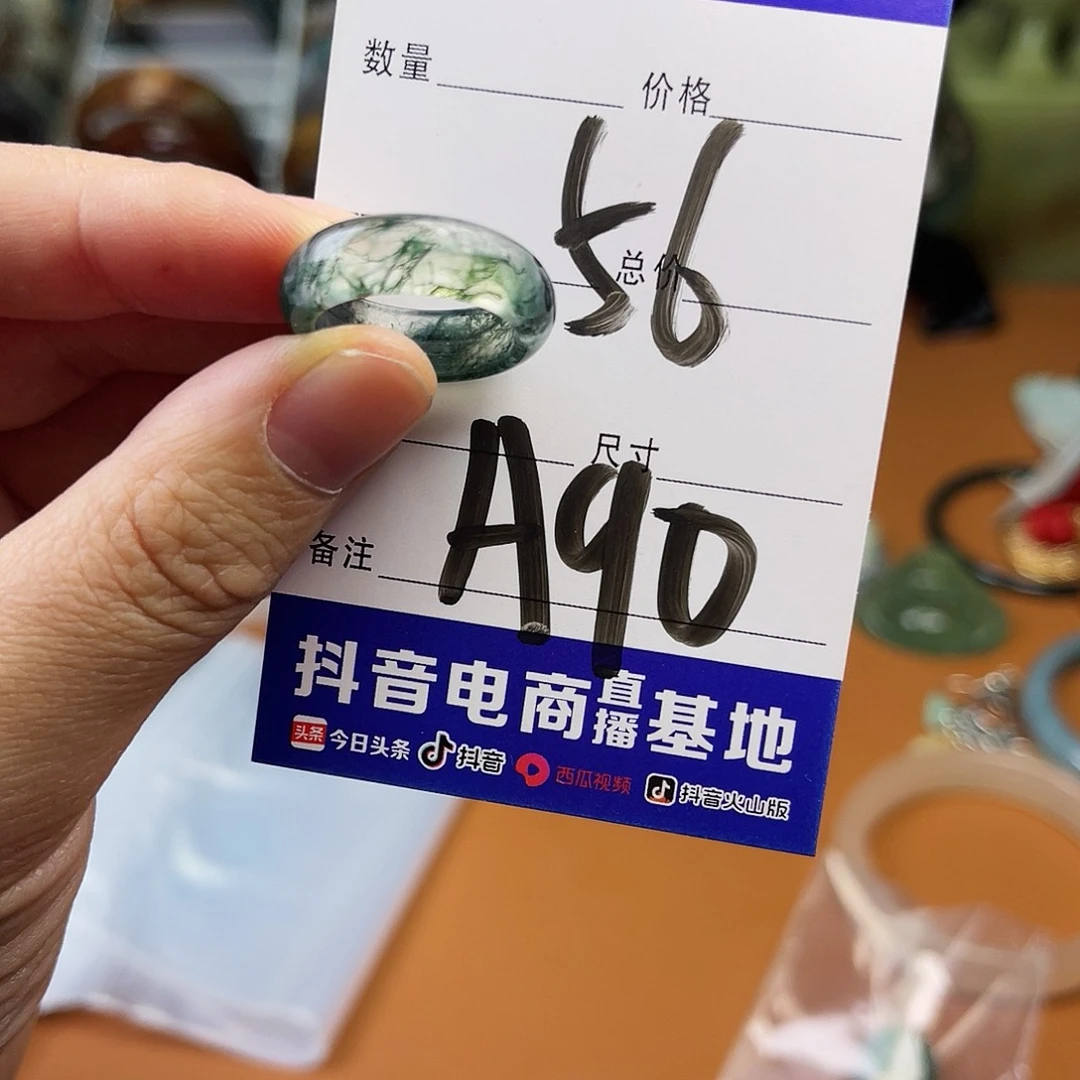 数量 价格
56
总价
尺寸
A90
备注
抖音电商直播基地
头条 今日头条 抖音 西瓜视频 抖音火山版